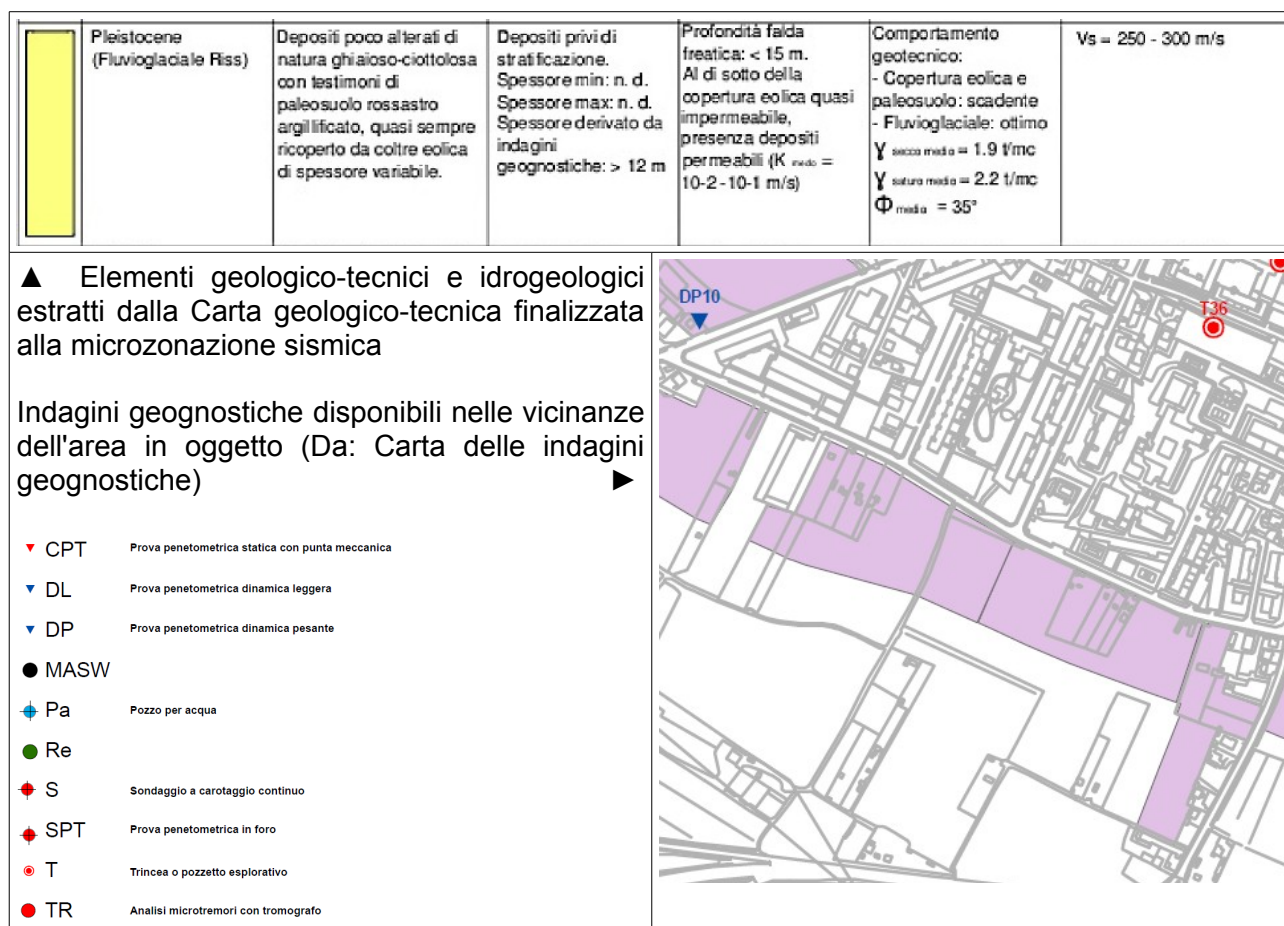 Pleistocene
(Fluvioglaciale Riss)
Depositi poco alterati di
natura ghiaioso-ciottolosa
con testimoni di
paleosuolo rossastro
argillificato, quasi sempre
ricoperto da coltre eolica
di spessore variabile.
Depositi privi di
stratificazione.
Spessore min: n. d.
Spessore max: n. d.
Spessore derivato da
indagini
geognostiche: > 12 m
Profondità falda
freatica: < 15 m.
Al di sotto della
copertura eolica quasi
impermeabile,
presenza depositi
permeabili (K medio =
10-2 -10-1 m/s)
Comportamento
geotecnico:
- Copertura eolica e
paleosuolo: scadente
- Fluvioglaciale: ottimo
γ secco medio = 1.9 t/mc
γ saturo medio = 2.2 t/mc
Φ medio = 35°
Vs = 250 - 300 m/s
▲ Elementi geologico-tecnici e idrogeologici
estratti dalla Carta geologico-tecnica finalizzata
alla microzonazione sismica
Indagini geognostiche disponibili nelle vicinanze
dell'area in oggetto (Da: Carta delle indagini
geognostiche) ►
CPT Prova penetometrica statica con punta meccanica
DL Prova penetometrica dinamica leggera
DP Prova penetometrica dinamica pesante
MASW
Pa Pozzo per acqua
Re
S Sondaggio a carotaggio continuo
SPT Prova penetometrica in foro
T Trincea o pozzetto esplorativo
TR Analisi microtremori con tromografo
DP10
T36